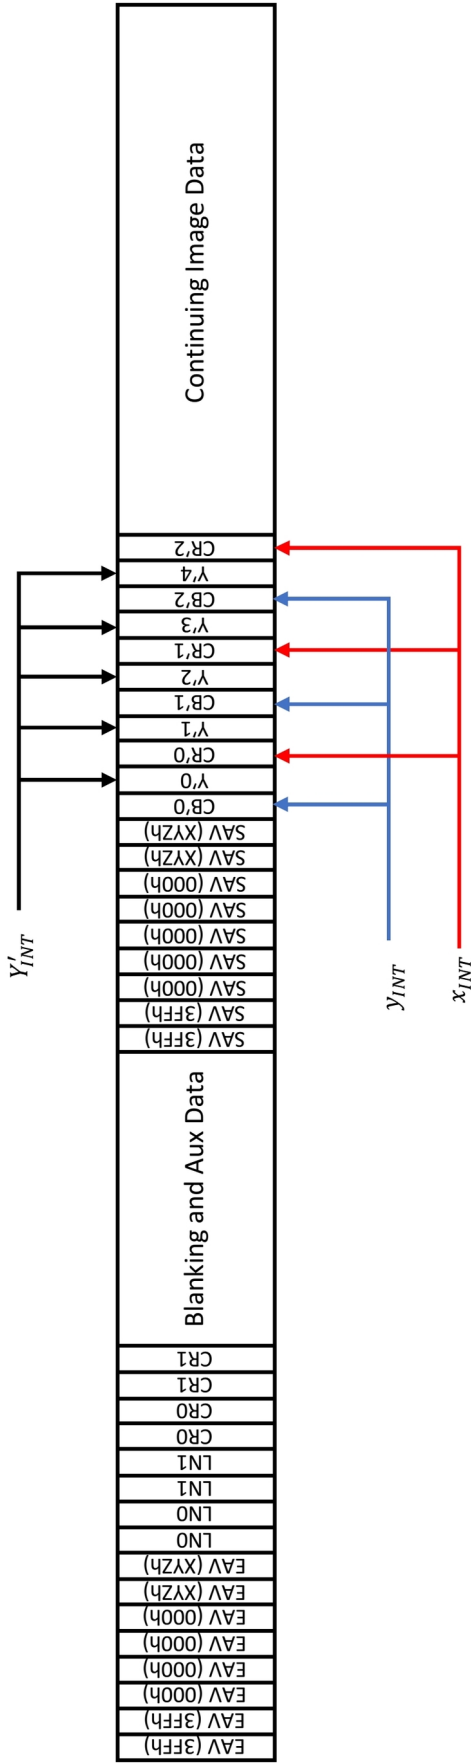 Y'INT
EAV (3FFh)
EAV (3FFh)
EAV (000h)
EAV (000h)
EAV (000h)
EAV (000h)
EAV (XYZh)
EAV (XYZh)
LN0
LN0
LN1
LN1
CR0
CR0
CR1
CR1
Blanking and Aux Data
SAV (3FFh)
SAV (3FFh)
SAV (000h)
SAV (000h)
SAV (000h)
SAV (000h)
SAV (000h)
SAV (XYZh)
SAV (XYZh)
CB'0
Y'0
CR'0
Y'1
CB'1
Y'2
CR'1
Y'3
CB'2
Y'4
CR'2
Continuing Image Data
yINT
xINT